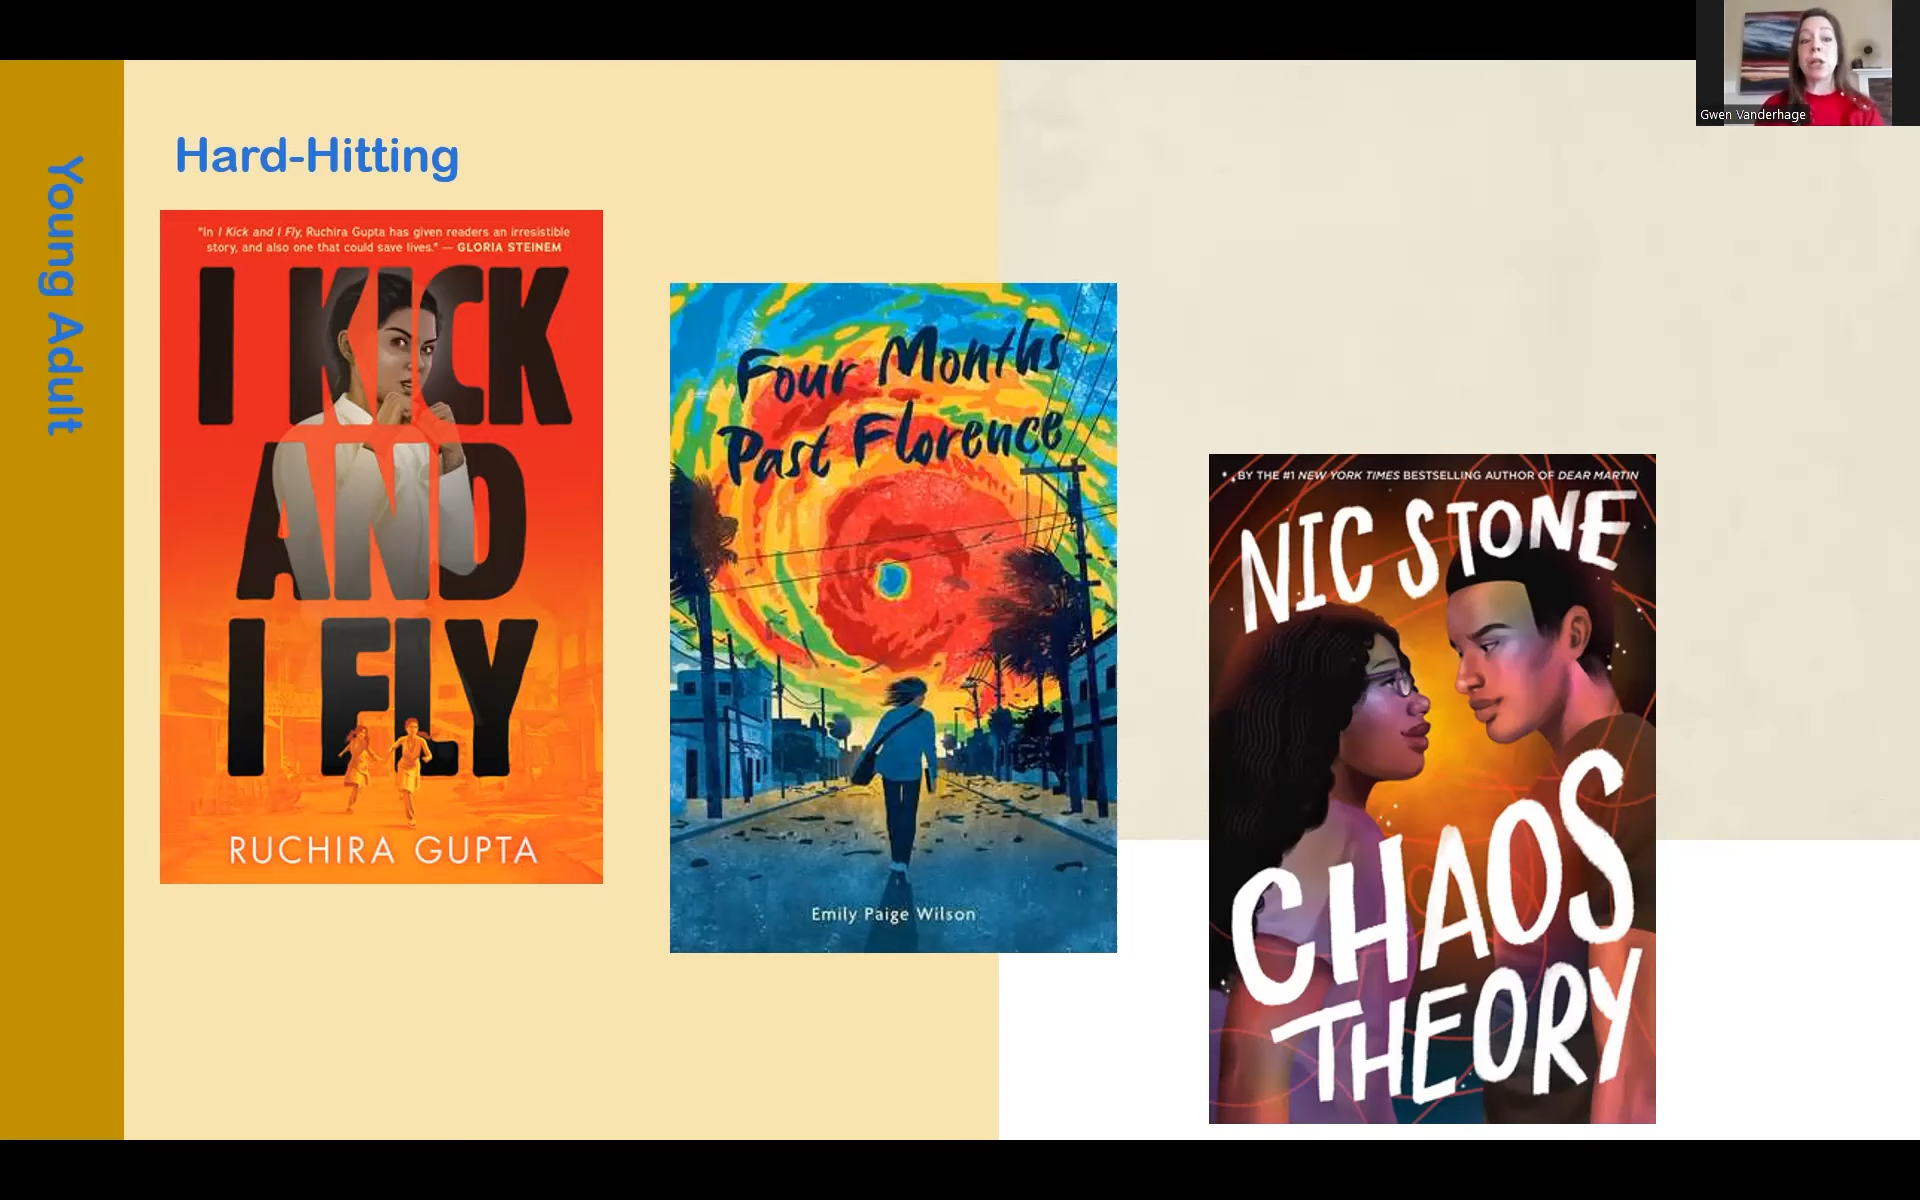 Gwen Vanderhage
Young Adult
Hard-Hitting
"In I Kick and I Fly, Ruchira Gupta has given readers an irresistible
story, and also one that could save lives." — GLORIA STEINEM
I KICK
AND
I FLY
RUCHIRA GUPTA
Four Months
Past Florence
Emily Paige Wilson
BY THE #1 NEW YORK TIMES BESTSELLING AUTHOR OF DEAR MARTIN
NIC STONE
CHAOS
THEORY